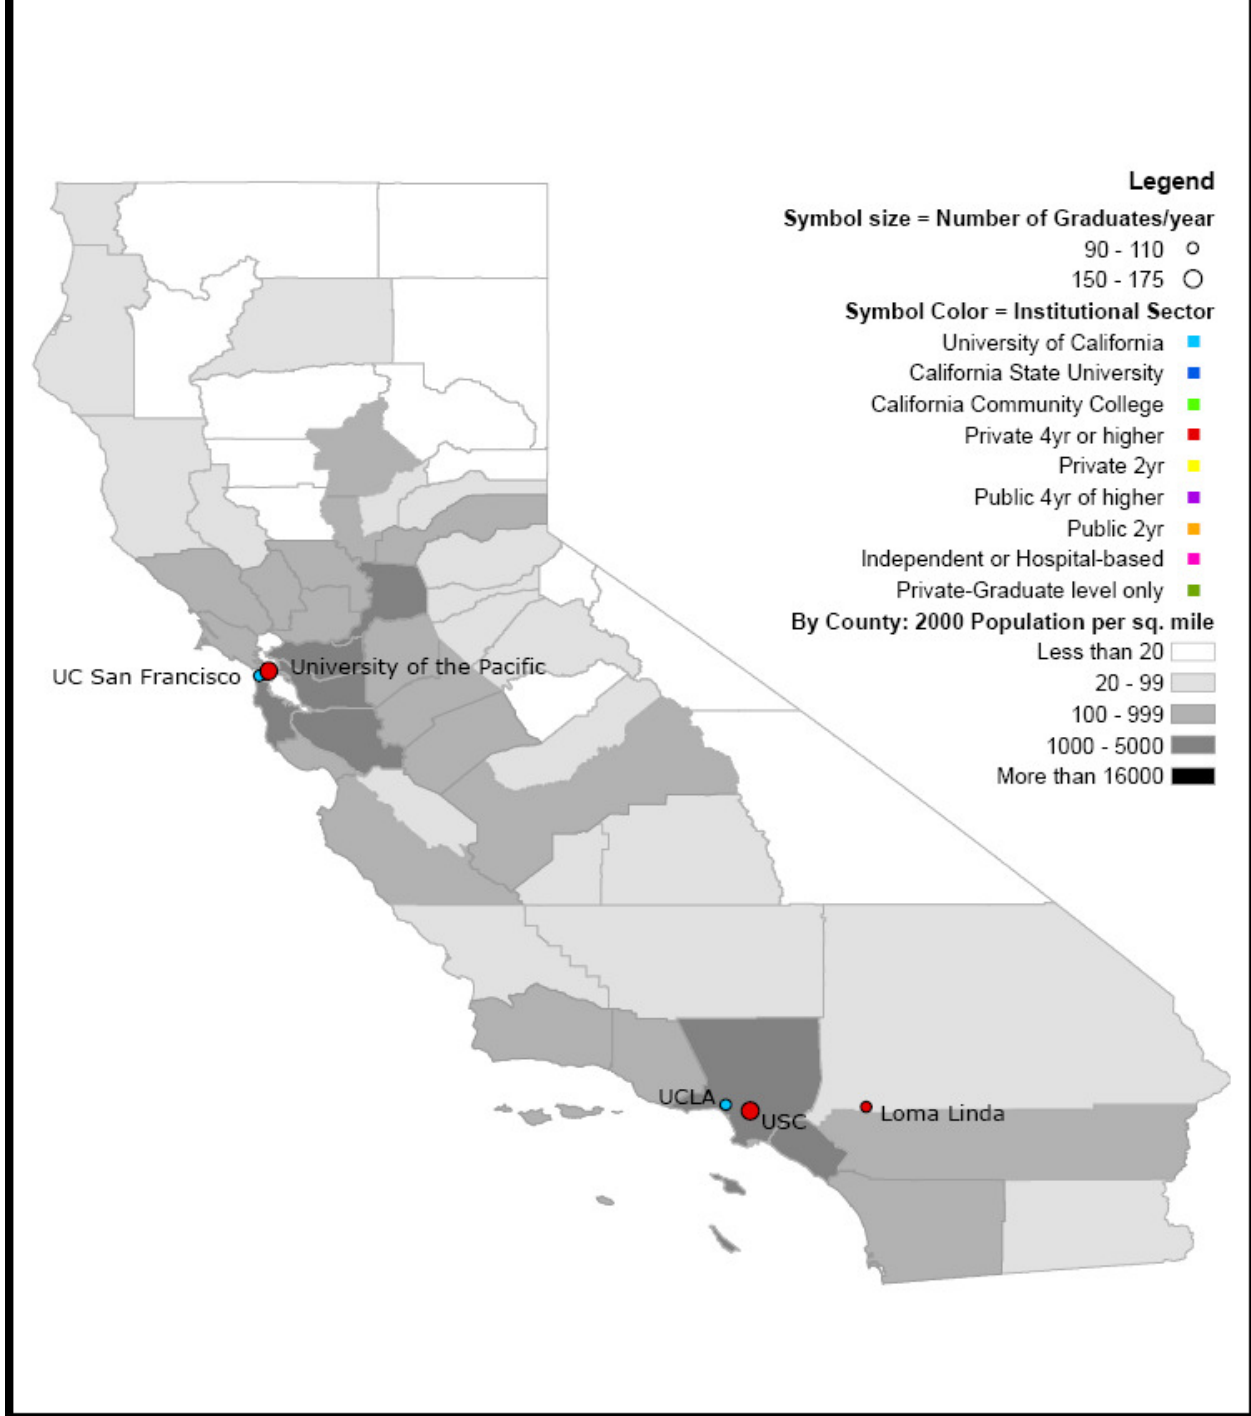 Legend
Symbol size = Number of Graduates/year
90 - 110
150 - 175
Symbol Color = Institutional Sector
University of California
California State University
California Community College
Private 4yr or higher
Private 2yr
Public 4yr of higher
Public 2yr
Independent or Hospital-based
Private-Graduate level only
By County: 2000 Population per sq. mile
Less than 20
20 - 99
100 - 999
1000 - 5000
More than 16000
UC San Francisco
University of the Pacific
UCLA
USC
Loma Linda